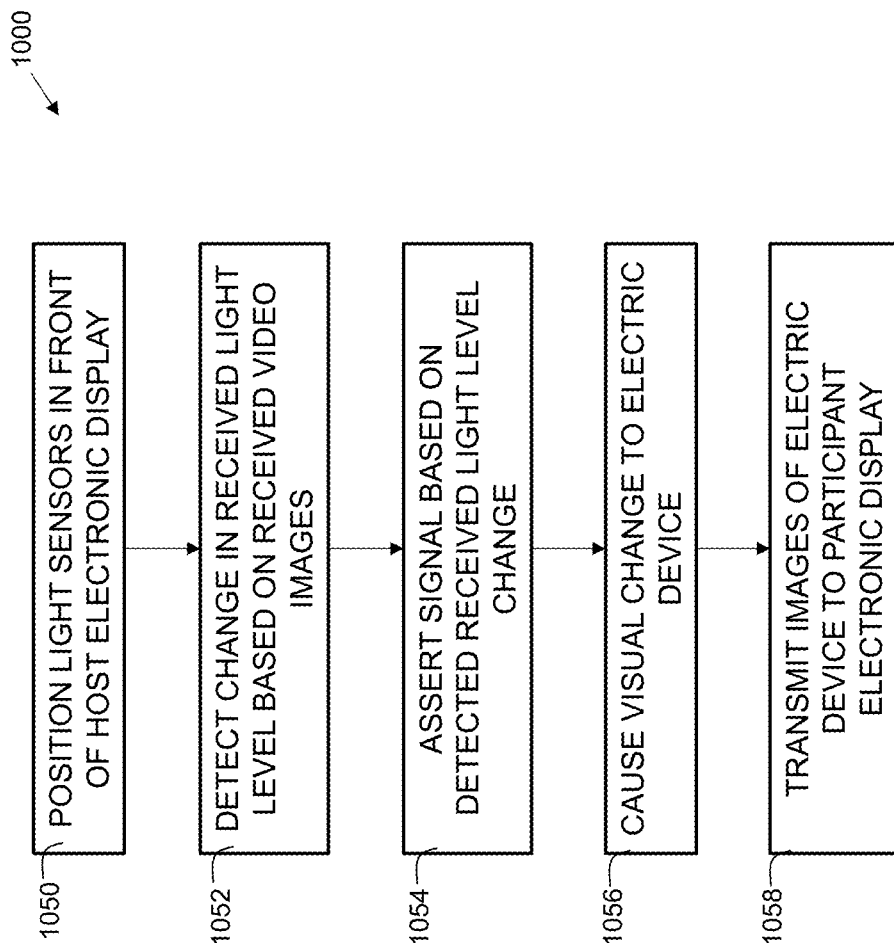 1000
1050
POSITION LIGHT SENSORS IN FRONT
OF HOST ELECTRONIC DISPLAY
1052
DETECT CHANGE IN RECEIVED LIGHT
LEVEL BASED ON RECEIVED VIDEO
IMAGES
1054
ASSERT SIGNAL BASED ON
DETECTED RECEIVED LIGHT LEVEL
CHANGE
1056
CAUSE VISUAL CHANGE TO ELECTRIC
DEVICE
1058
TRANSMIT IMAGES OF ELECTRIC
DEVICE TO PARTICIPANT
ELECTRONIC DISPLAY